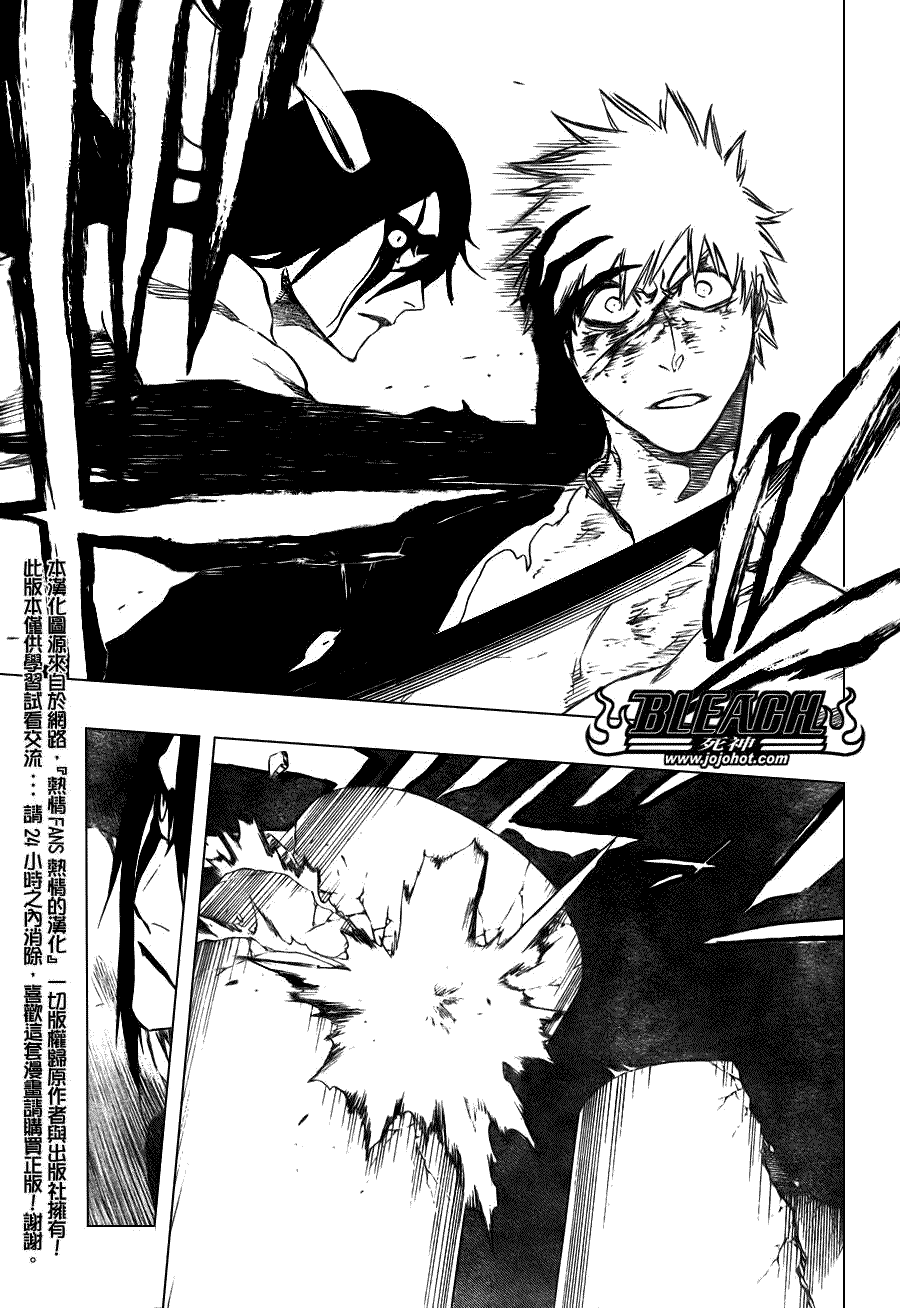 BLEACH
死神
www.jojohot.com
本漢化圖源來自於網路,『熱情FANS 熱情的漢化』一切版權歸原作者與出版社擁有!
此版本僅供學習試看交流... 請 24 小時之內消除,喜歡這套漫畫請購買正版!謝謝。